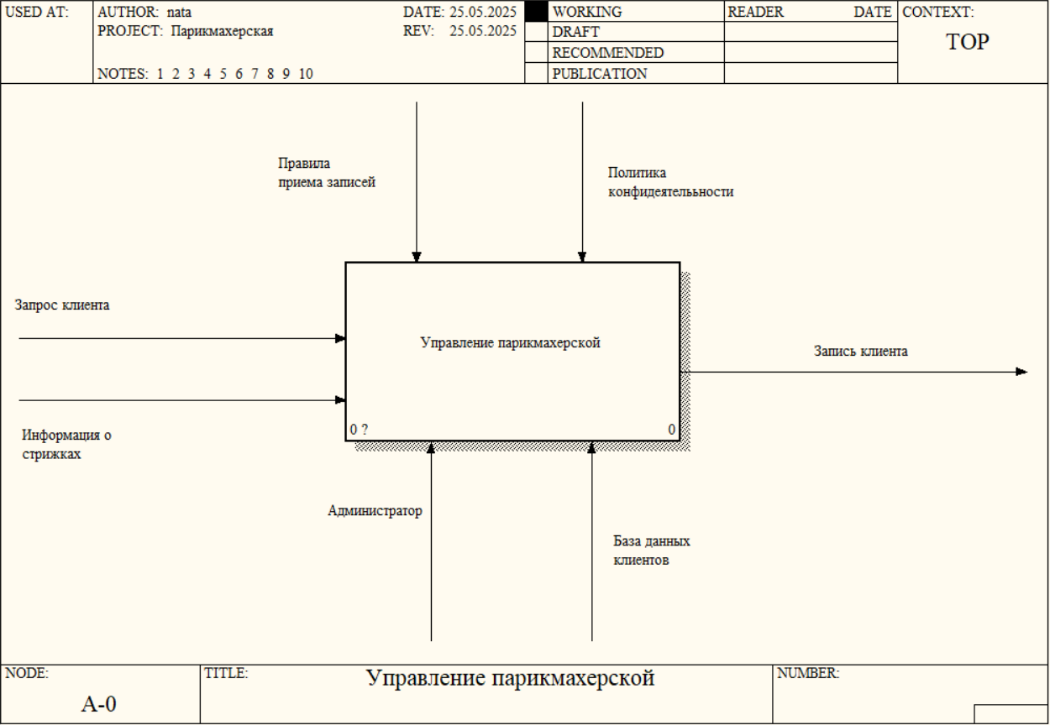 USED AT:
AUTHOR: nata
DATE: 25.05.2025
PROJECT: Парикмахерская
REV: 25.05.2025
NOTES: 1 2 3 4 5 6 7 8 9 10
WORKING
DRAFT
RECOMMENDED
PUBLICATION
READER DATE
CONTEXT:
TOP
Правила
приема записей
Политика
конфидеятелььности
Запрос клиента
Управление парикмахерской
Запись клиента
0 ?
0
Информация о
стрижках
Администратор
База данных
клиентов
NODE:
A-0
TITLE:
Управление парикмахерской
NUMBER: